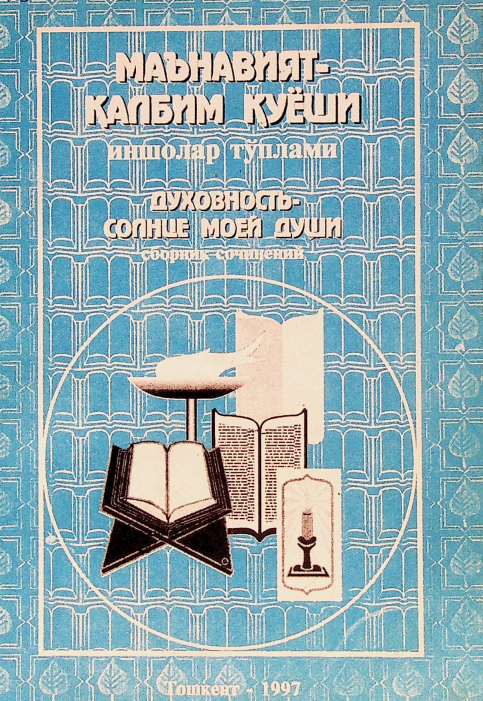 МАЪНАВИЯТ-
ҚАЛБИМ ҚУЁШИ
иншолар тўплами
ДУХОВНОСТЬ-
СОЛНЦЕ МОЕЙ ДУШИ
сборник сочинений
Тошкент - 1997